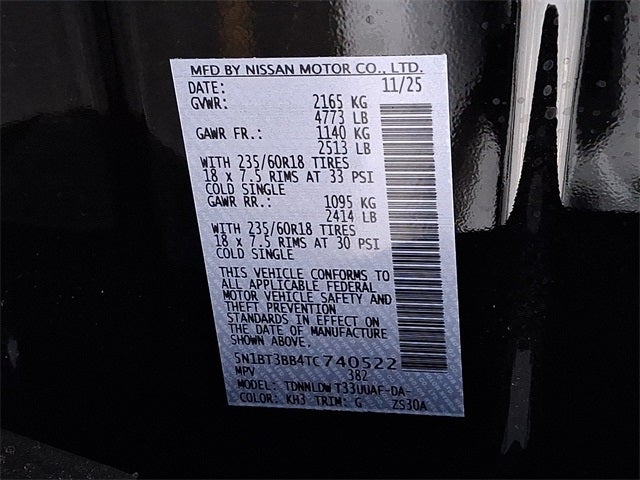 MFD BY NISSAN MOTOR CO., LTD.
DATE: 11/25
GVWR: 2165 KG
4773 LB
GAWR FR.: 1140 KG
2513 LB
WITH 235/60R18 TIRES
18 x 7.5 RIMS AT 33 PSI
COLD SINGLE
GAWR RR.: 1095 KG
2414 LB
WITH 235/60R18 TIRES
18 x 7.5 RIMS AT 30 PSI
COLD SINGLE
THIS VEHICLE CONFORMS TO
ALL APPLICABLE FEDERAL
MOTOR VEHICLE SAFETY AND
THEFT PREVENTION
STANDARDS IN EFFECT ON
THE DATE OF MANUFACTURE
SHOWN ABOVE.
5N1BT3BB4TC740522
MPV 382
MODEL: TDNNLDW T33UUAF-DA-
COLOR: KH3 TRIM: G ZS30A